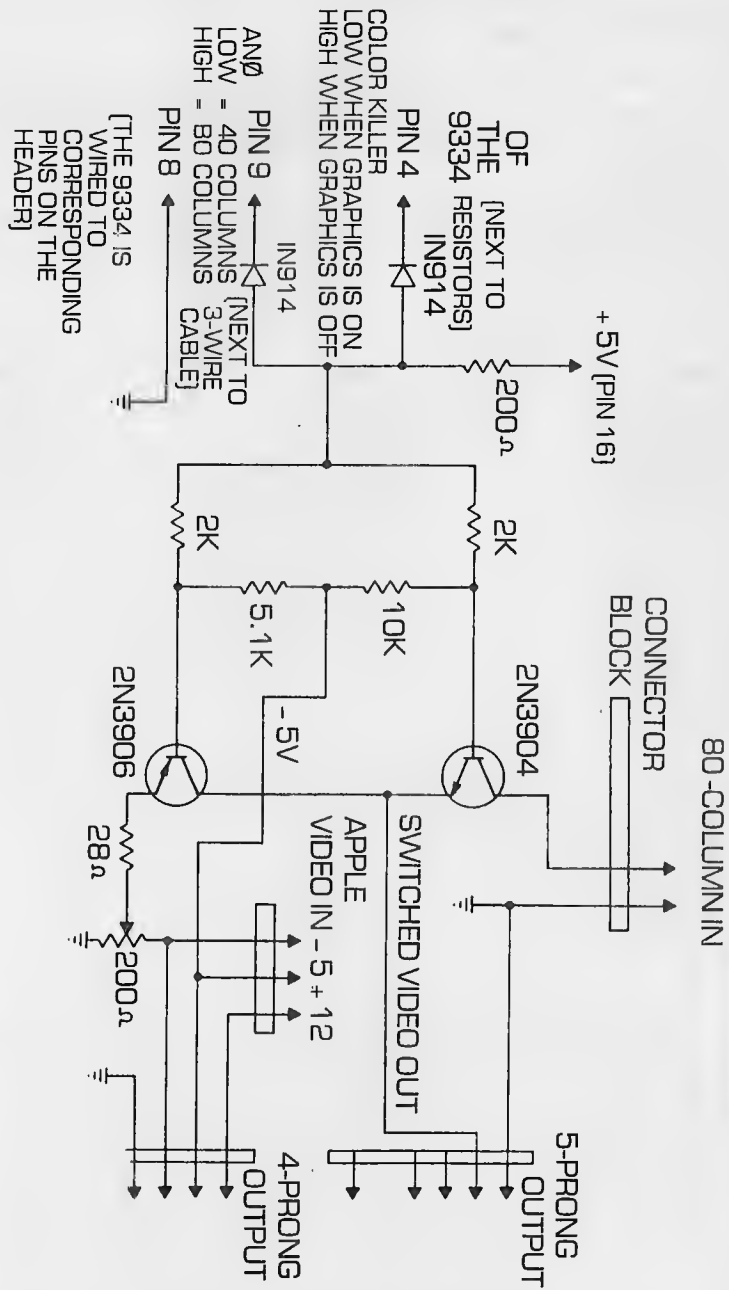 80-COLUMN IN
CONNECTOR
BLOCK
+5V (PIN 16)
5-PRONG
OUTPUT
200Ω
2K
2N3904
SWITCHED VIDEO OUT
OF
THE (NEXT TO
9334 RESISTORS)
IN914
PIN 4
10K
COLOR KILLER
LOW WHEN GRAPHICS IS ON
HIGH WHEN GRAPHICS IS OFF
5.1K
-5V
APPLE
VIDEO IN -5 +12
4-PRONG
OUTPUT
IN914
2K
2N3906
28Ω
200Ω
ANØ PIN 9
LOW = 40 COLUMNS (NEXT TO
HIGH = 80 COLUMNS 3-WIRE
CABLE)
PIN 8
(THE 9334 IS
WIRED TO
CORRESPONDING
PINS ON THE
HEADER)